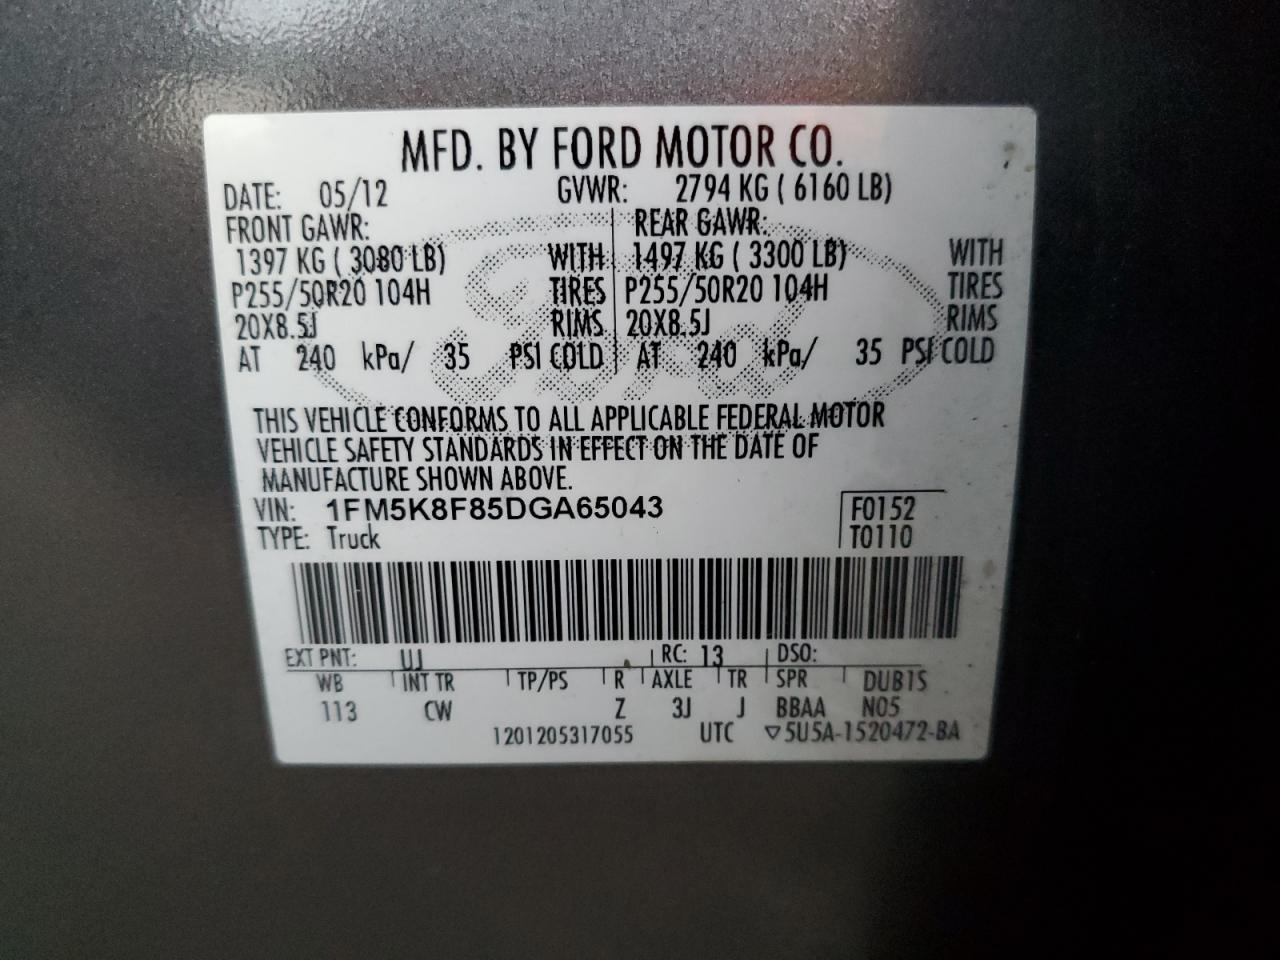 MFD. BY FORD MOTOR CO.
DATE: 05/12 GVWR: 2794 KG ( 6160 LB)
FRONT GAWR: REAR GAWR:
1397 KG ( 3080 LB) WITH 1497 KG ( 3300 LB) WITH
P255/50R20 104H TIRES P255/50R20 104H TIRES
20X8.5J RIMS 20X8.5J RIMS
AT 240 kPa/ 35 PSI COLD AT 240 kPa/ 35 PSI COLD
THIS VEHICLE CONFORMS TO ALL APPLICABLE FEDERAL MOTOR
VEHICLE SAFETY STANDARDS IN EFFECT ON THE DATE OF
MANUFACTURE SHOWN ABOVE.
VIN: 1FM5K8F85DGA65043 F0152
TYPE: Truck T0110
EXT PNT: UJ RC: 13 DSO:
WB INT TR TP/PS R AXLE TR SPR DUB1S
113 CW Z 3J J BBAA N05
1201205317055 UTC ▽5U5A-1520472-BA